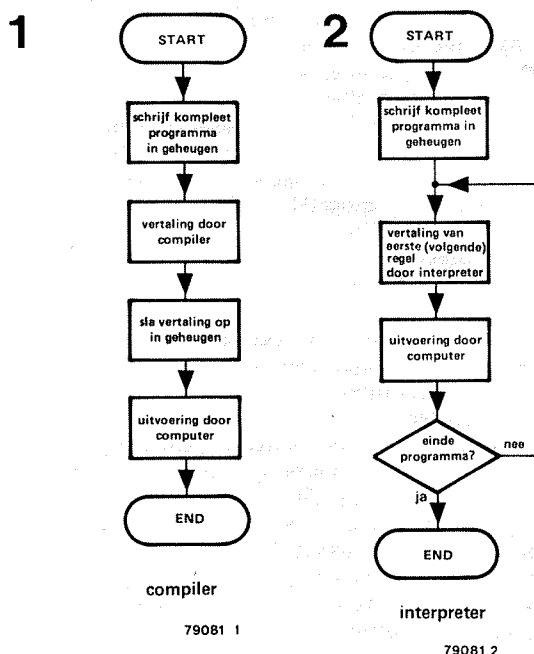 1
START
schrijf kompleet
programma
in geheugen
vertaling door
compiler
sla vertaling op
in geheugen
uitvoering door
computer
END
compiler
79081 1
2
START
schrijf kompleet
programma in
geheugen
vertaling van
eerste (volgende)
regel
door interpreter
uitvoering door
computer
einde
programma?
nee
ja
END
interpreter
79081 2